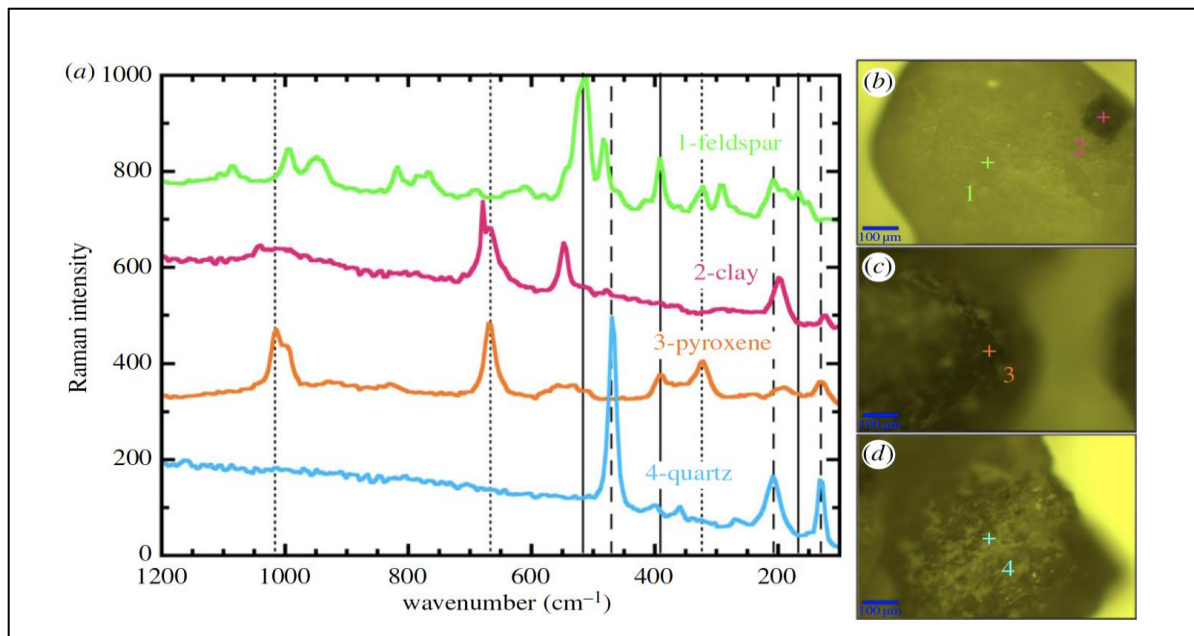 (a)
1000
800
600
400
200
0
Raman intensity
1-feldspar
2-clay
3-pyroxene
4-quartz
1200
1000
800
600
400
200
wavenumber (cm⁻¹)
(b)
1
2
100 µm
(c)
3
100 µm
(d)
4
100 µm